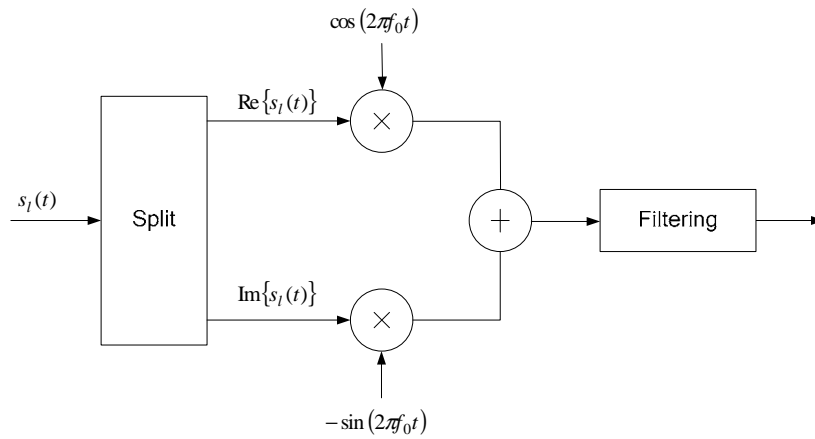 cos(2πf₀t)
Re{sₗ(t)}
×
sₗ(t)
Split
+
Filtering
Im{sₗ(t)}
×
−sin(2πf₀t)